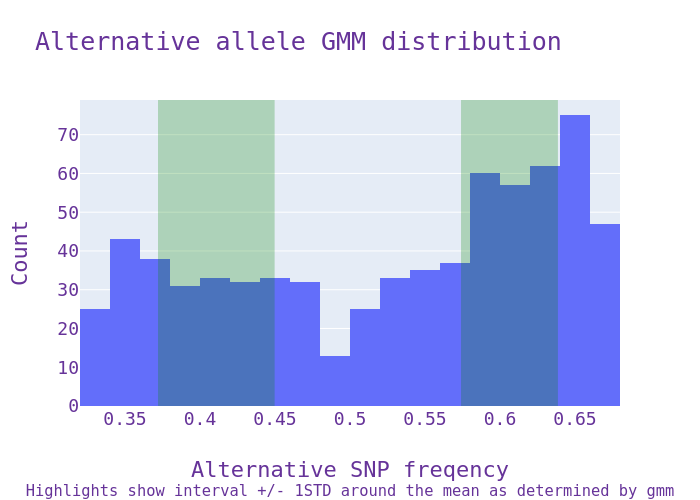 Alternative allele GMM distribution
70
60
50
40
30
20
10
0
Count
0.35 0.4 0.45 0.5 0.55 0.6 0.65
Alternative SNP freqency
Highlights show interval +/- 1STD around the mean as determined by gmm